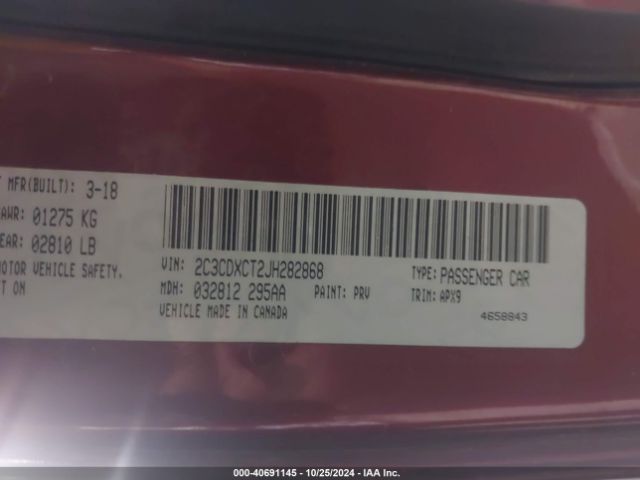 MFR(BUILT): 3-18
AWR: 01275 KG
EAR: 02810 LB
MOTOR VEHICLE SAFETY.
T ON
VIN: 2C3CDXCT2JH282868
TYPE: PASSENGER CAR
MDH: 032812 295AA
PAINT: PRV
TRIM: APX9
VEHICLE MADE IN CANADA
4658843
000-40691145 - 10/25/2024 - IAA Inc.